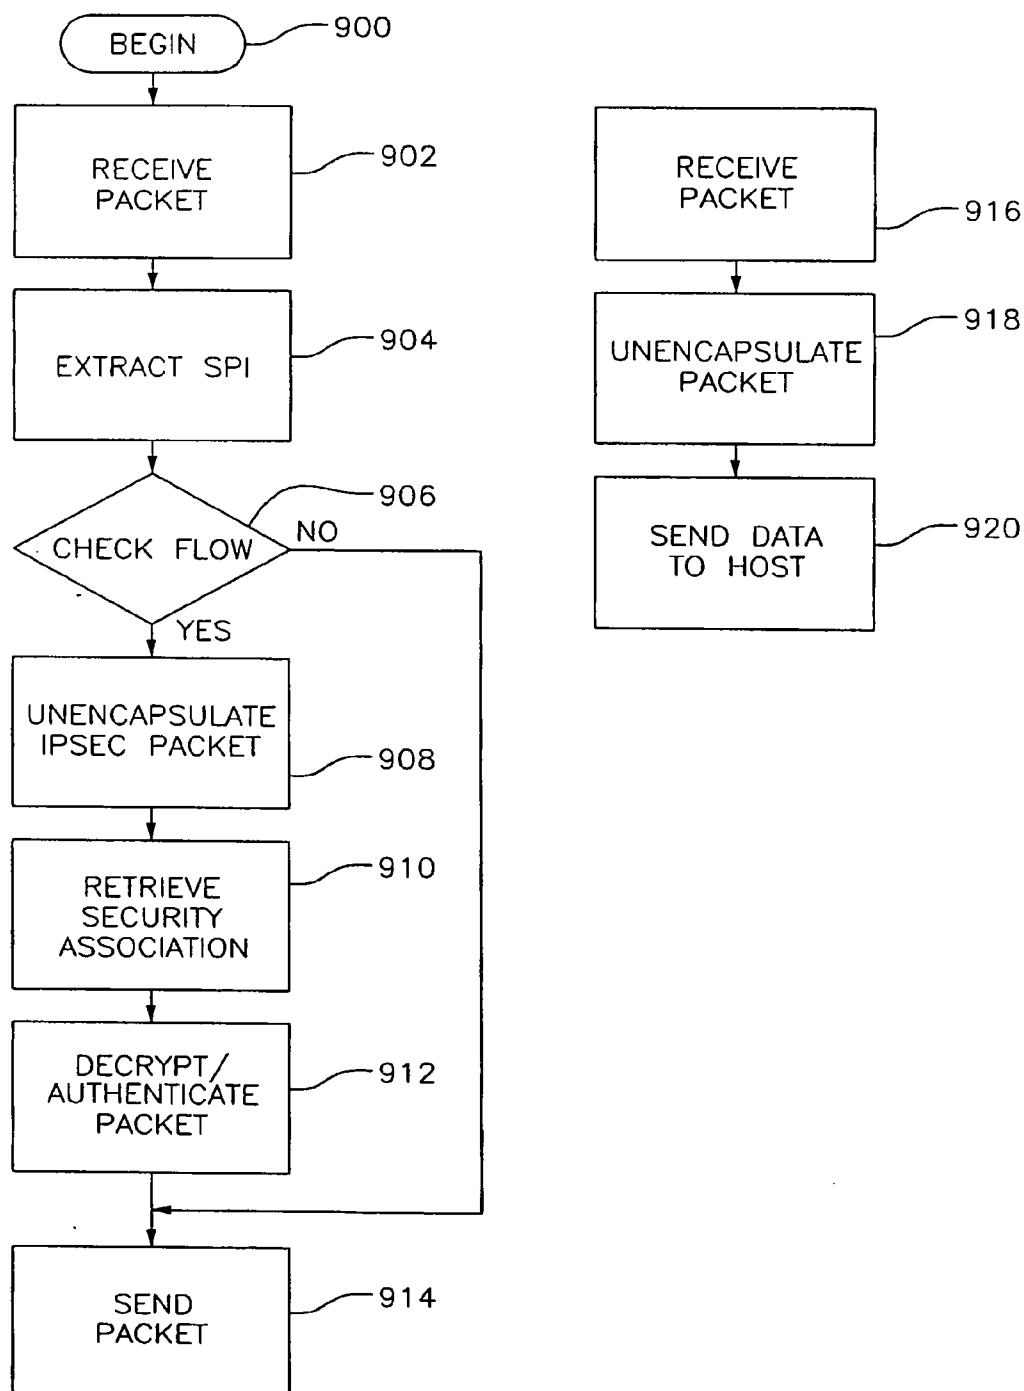 BEGIN
900
RECEIVE
PACKET
902
EXTRACT SPI
904
CHECK FLOW
906
NO
YES
UNENCAPSULATE
IPSEC PACKET
908
RETRIEVE
SECURITY
ASSOCIATION
910
DECRYPT/
AUTHENTICATE
PACKET
912
SEND
PACKET
914
RECEIVE
PACKET
916
UNENCAPSULATE
PACKET
918
SEND DATA
TO HOST
920